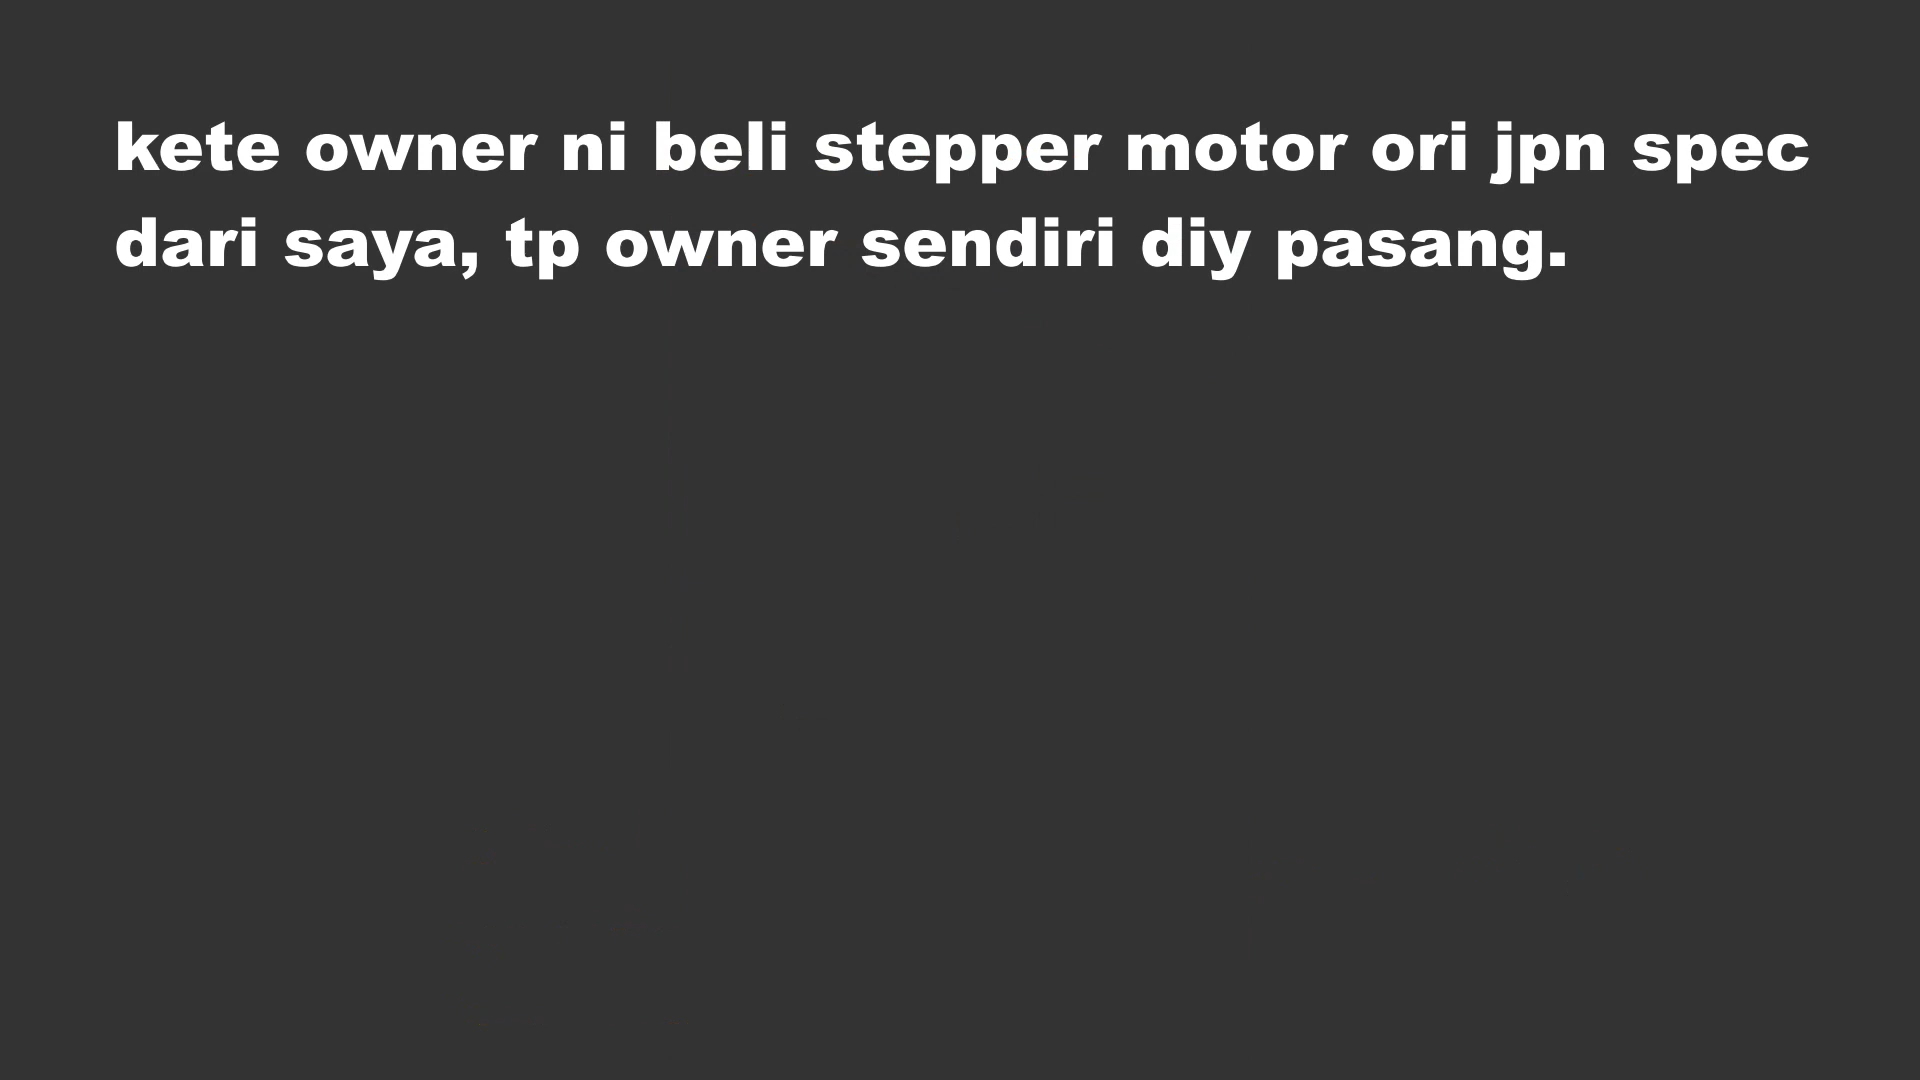 kete owner ni beli stepper motor ori jpn spec
dari saya, tp owner sendiri diy pasang.